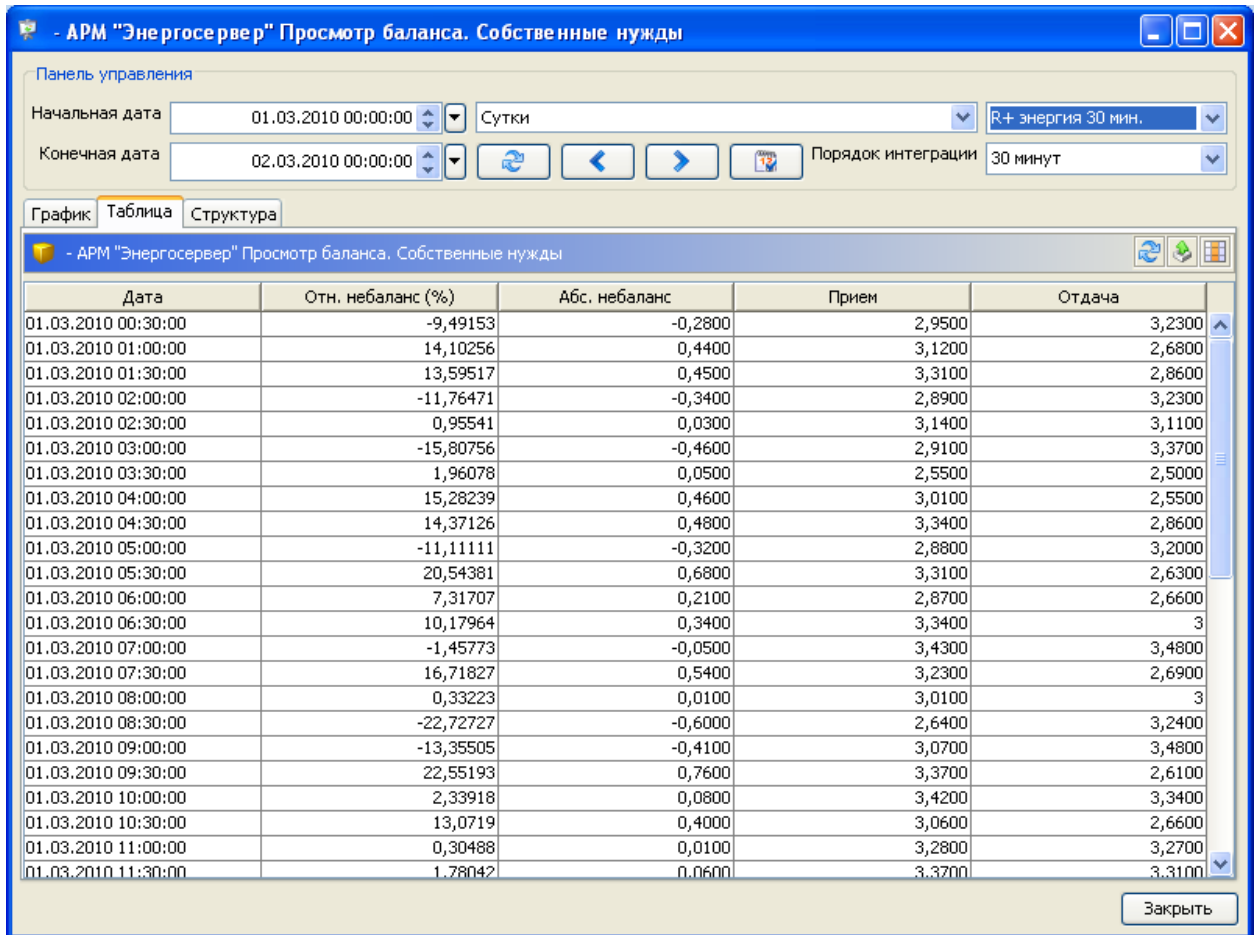 - АРМ "Энергосервер" Просмотр баланса. Собственные нужды
Панель управления
Начальная дата 01.03.2010 00:00:00 Сутки R+ энергия 30 мин.
Конечная дата 02.03.2010 00:00:00 12 Порядок интеграции 30 минут
График Таблица Структура
- АРМ "Энергосервер" Просмотр баланса. Собственные нужды
Дата Отн. небаланс (%) Абс. небаланс Прием Отдача
01.03.2010 00:30:00 -9,49153 -0,2800 2,9500 3,2300
01.03.2010 01:00:00 14,10256 0,4400 3,1200 2,6800
01.03.2010 01:30:00 13,59517 0,4500 3,3100 2,8600
01.03.2010 02:00:00 -11,76471 -0,3400 2,8900 3,2300
01.03.2010 02:30:00 0,95541 0,0300 3,1400 3,1100
01.03.2010 03:00:00 -15,80756 -0,4600 2,9100 3,3700
01.03.2010 03:30:00 1,96078 0,0500 2,5500 2,5000
01.03.2010 04:00:00 15,28239 0,4600 3,0100 2,5500
01.03.2010 04:30:00 14,37126 0,4800 3,3400 2,8600
01.03.2010 05:00:00 -11,11111 -0,3200 2,8800 3,2000
01.03.2010 05:30:00 20,54381 0,6800 3,3100 2,6300
01.03.2010 06:00:00 7,31707 0,2100 2,8700 2,6600
01.03.2010 06:30:00 10,17964 0,3400 3,3400 3
01.03.2010 07:00:00 -1,45773 -0,0500 3,4300 3,4800
01.03.2010 07:30:00 16,71827 0,5400 3,2300 2,6900
01.03.2010 08:00:00 0,33223 0,0100 3,0100 3
01.03.2010 08:30:00 -22,72727 -0,6000 2,6400 3,2400
01.03.2010 09:00:00 -13,35505 -0,4100 3,0700 3,4800
01.03.2010 09:30:00 22,55193 0,7600 3,3700 2,6100
01.03.2010 10:00:00 2,33918 0,0800 3,4200 3,3400
01.03.2010 10:30:00 13,0719 0,4000 3,0600 2,6600
01.03.2010 11:00:00 0,30488 0,0100 3,2800 3,2700
01.03.2010 11:30:00 1,78042 0,0600 3,3700 3,3100
Закрыть